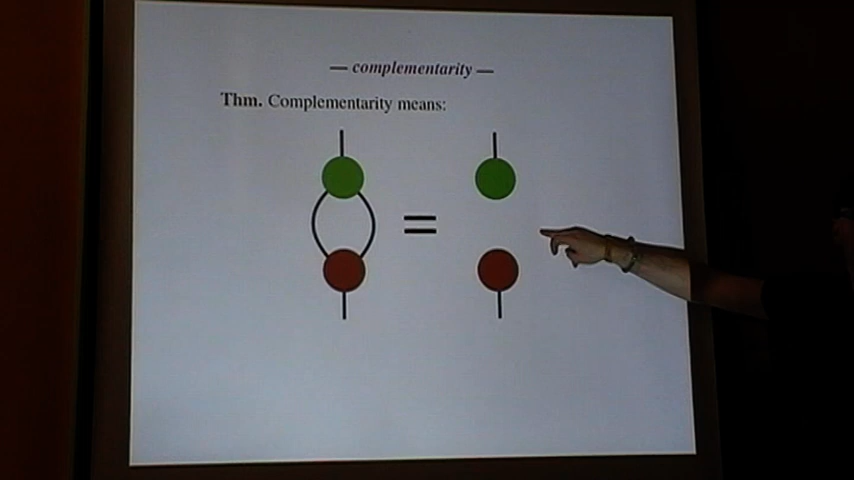 — complementarity —
Thm. Complementarity means:
=